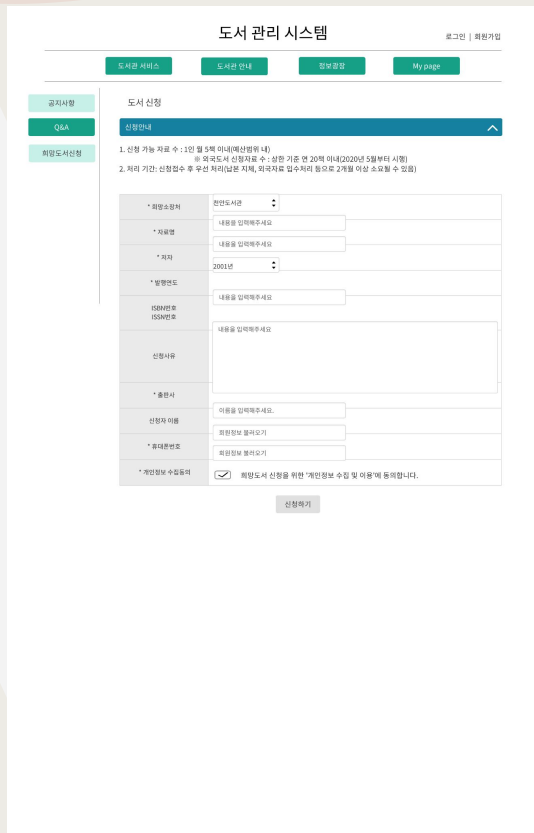 도서 관리 시스템
로그인 | 회원가입
도서관 서비스
도서관 안내
정보광장
My page
공지사항
Q&A
희망도서신청
도서 신청
신청안내
1. 신청 가능 자료 수 : 1인 월 5책 이내(예산범위 내)
※ 외국도서 신청자료 수 : 상한 기준 연 20책 이내(2020년 5월부터 시행)
2. 처리 기간: 신청접수 후 우선 처리(납본 지체, 외국자료 입수처리 등으로 2개월 이상 소요될 수 있음)
* 희망소장처
천안도서관
* 자료명
내용을 입력해주세요
내용을 입력해주세요
* 저자
2001년
* 발행연도
내용을 입력해주세요
ISBN번호
ISSN번호
내용을 입력해주세요
신청사유
* 출판사
이름을 입력해주세요.
신청자 이름
회원정보 불러오기
* 휴대폰번호
회원정보 불러오기
* 개인정보 수집동의
희망도서 신청을 위한 '개인정보 수집 및 이용'에 동의합니다.
신청하기